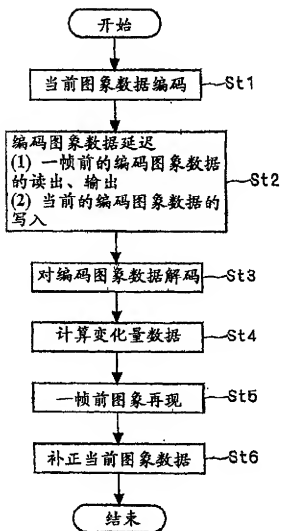 开始
当前图象数据编码
St1
编码图象数据延迟
(1) 一帧前的编码图象数据
的读出、输出
(2) 当前的编码图象数据的
写入
St2
对编码图象数据解码
St3
计算变化量数据
St4
一帧前图象再现
St5
补正当前图象数据
St6
结束